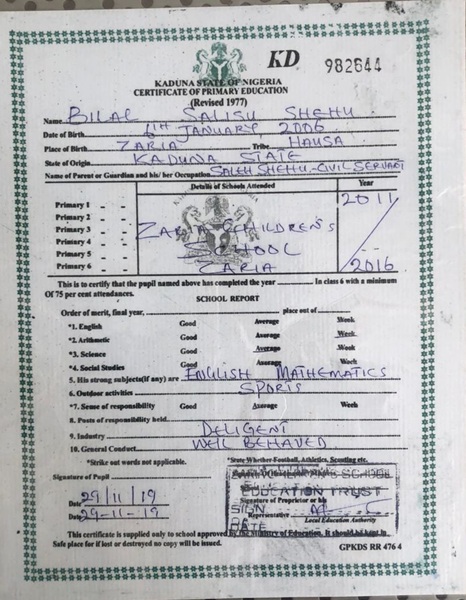 KD 982644
KADUNA STATE OF NIGERIA
CERTIFICATE OF PRIMARY EDUCATION
(Revised 1977)
Name BILAL SALISU SHEHU
Date of Birth 6TH JANUARY 2006
Place of Birth ZARIA Tribe HAUSA
State of Origin KADUNA STATE
Name of Parent or Guardian and his/ her Occupation SALEH SHEHU-CIVIL SERVANT
Details of Schools Attended Year
Primary 1 - - 2011
Primary 2 - -
Primary 3 - - ZARIA CHILDREN'S
Primary 4 - - SCHOOL
Primary 5 - -
Primary 6 - - ZARIA 2016
This is to certify that the pupil named above has completed the year In class 6 with a minimum
Of 75 per cent attendances.
SCHOOL REPORT
Order of merit, final year, place out of
*1. English Good Average Week
*2. Arithmetic Good Average Week
*3. Science Good Average Week
*4. Social Studies Good Average Week
5. His strong subjects(if any) are ENGLISH MATHEMATICS
6. Outdoor activities SPORTS
*7. Sense of responsibility Good Average Week
8. Posts of responsibility held.
9. Industry DELIGENT
10. General Conduct WELL BEHAVED
*Strike out words not applicable. *State Whether Football, Athletics, Scouting etc.
Signature of Pupil
SCHOOL
EDUCATION TRUST
Signature of Proprietor or his
SIGN
Representative
Date 29/11/19
Local Education Authority
Date 29-11-19
DATE
This certificate is supplied only to school approved by the Ministry of Education. It should be kept in
Safe place for if lost or destroyed no copy will be issued.
GPKDS RR 476 4